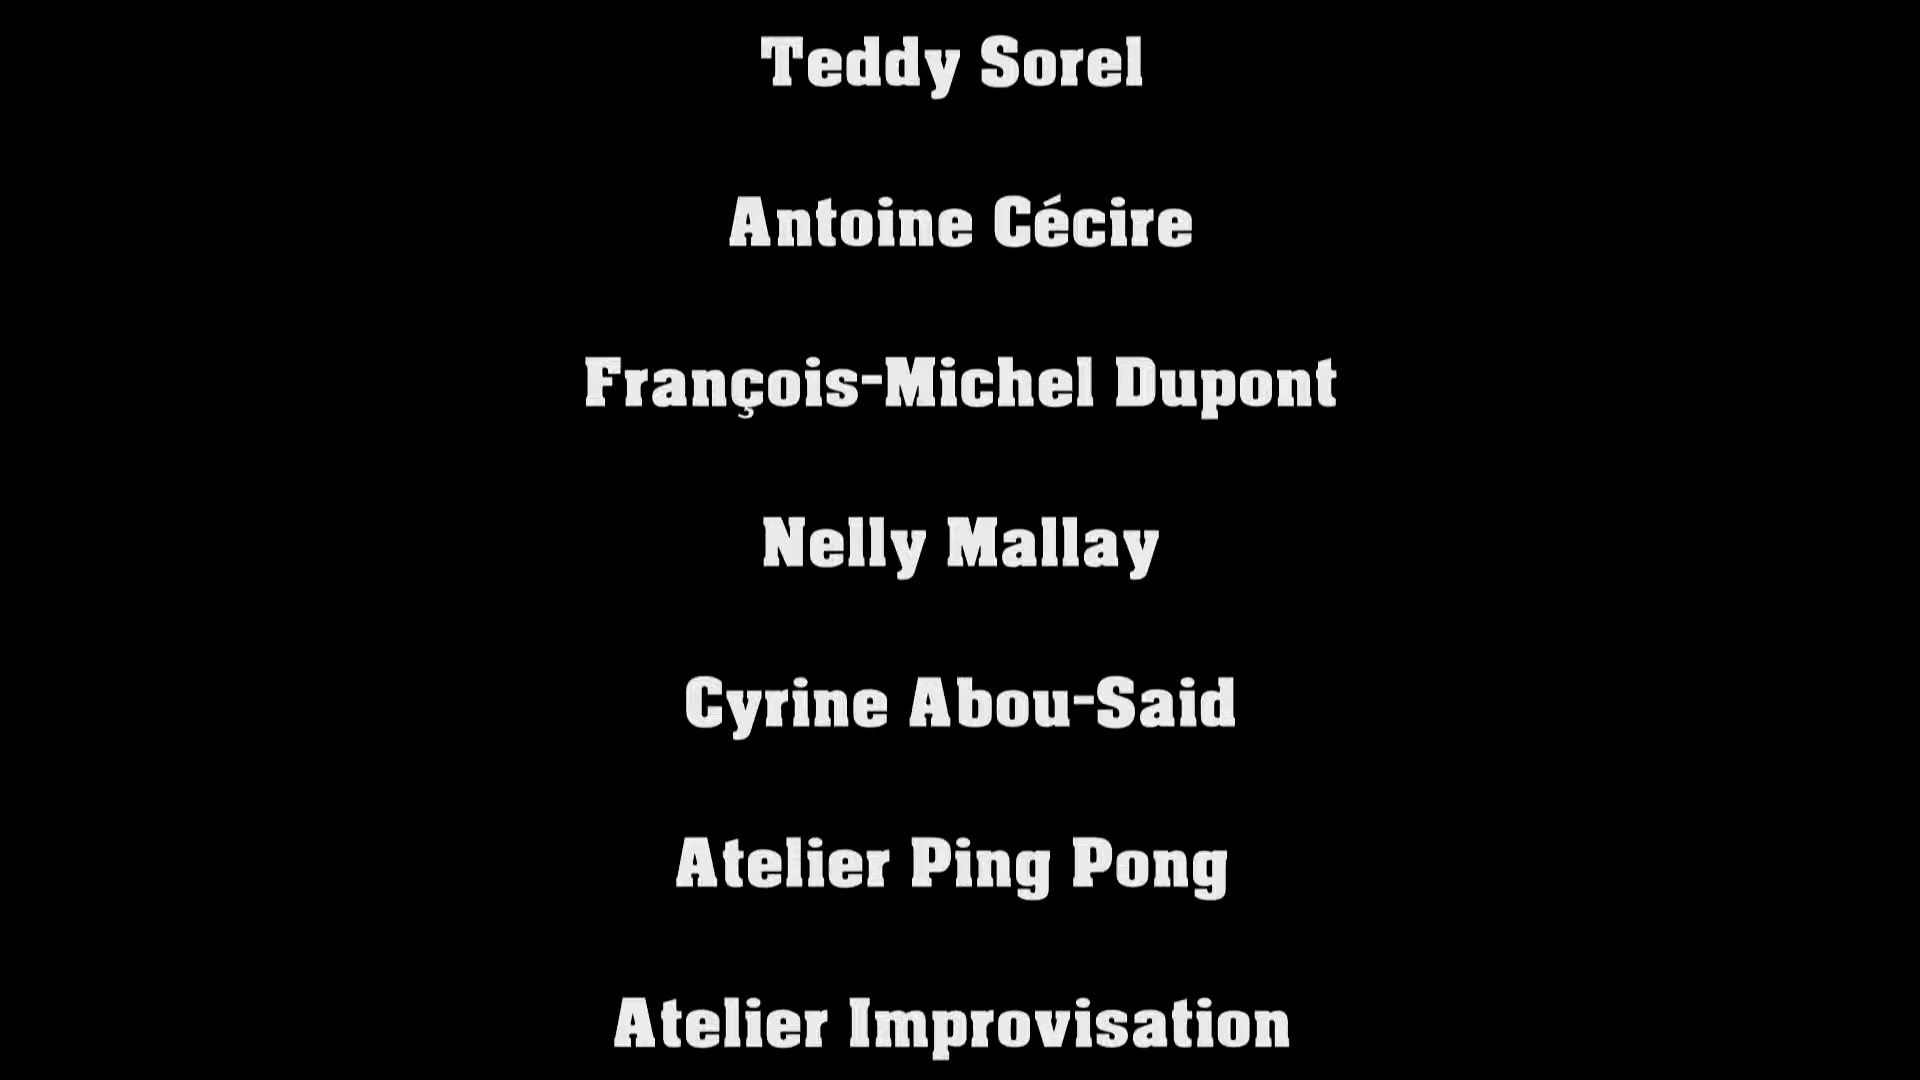 Teddy Sorel
Antoine Cécire
François-Michel Dupont
Nelly Mallay
Cyrine Abou-Said
Atelier Ping Pong
Atelier Improvisation